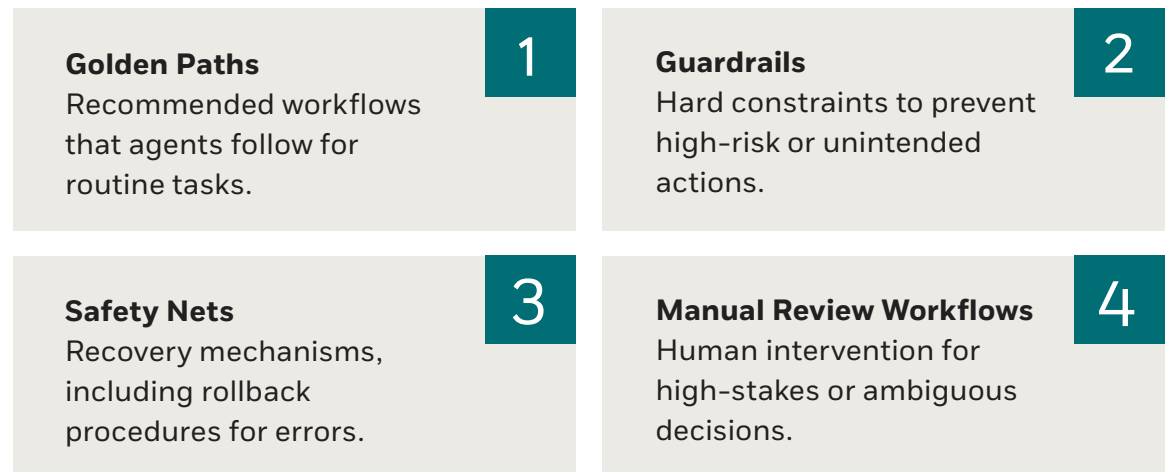 Golden Paths
1
Recommended workflows
that agents follow for
routine tasks.
Guardrails
2
Hard constraints to prevent
high-risk or unintended
actions.
Safety Nets
3
Recovery mechanisms,
including rollback
procedures for errors.
Manual Review Workflows
4
Human intervention for
high-stakes or ambiguous
decisions.